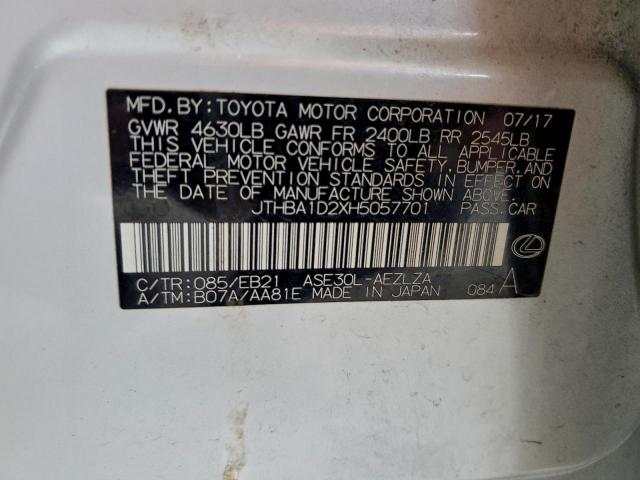 MFD.BY:TOYOTA MOTOR CORPORATION 07/17
GVWR 4630LB GAWR FR 2400LB RR 2545LB
THIS VEHICLE CONFORMS TO ALL APPLICABLE
FEDERAL MOTOR VEHICLE SAFETY,BUMPER,AND
THEFT PREVENTION STANDARDS IN EFFECT ON
THE DATE OF MANUFACTURE SHOWN ABOVE.
JTHBA1D2XH5057701 PASS.CAR
C/TR:085/EB21 ASE30L-AEZLZA
A/TM:B07A/AA81E MADE IN JAPAN 084 A